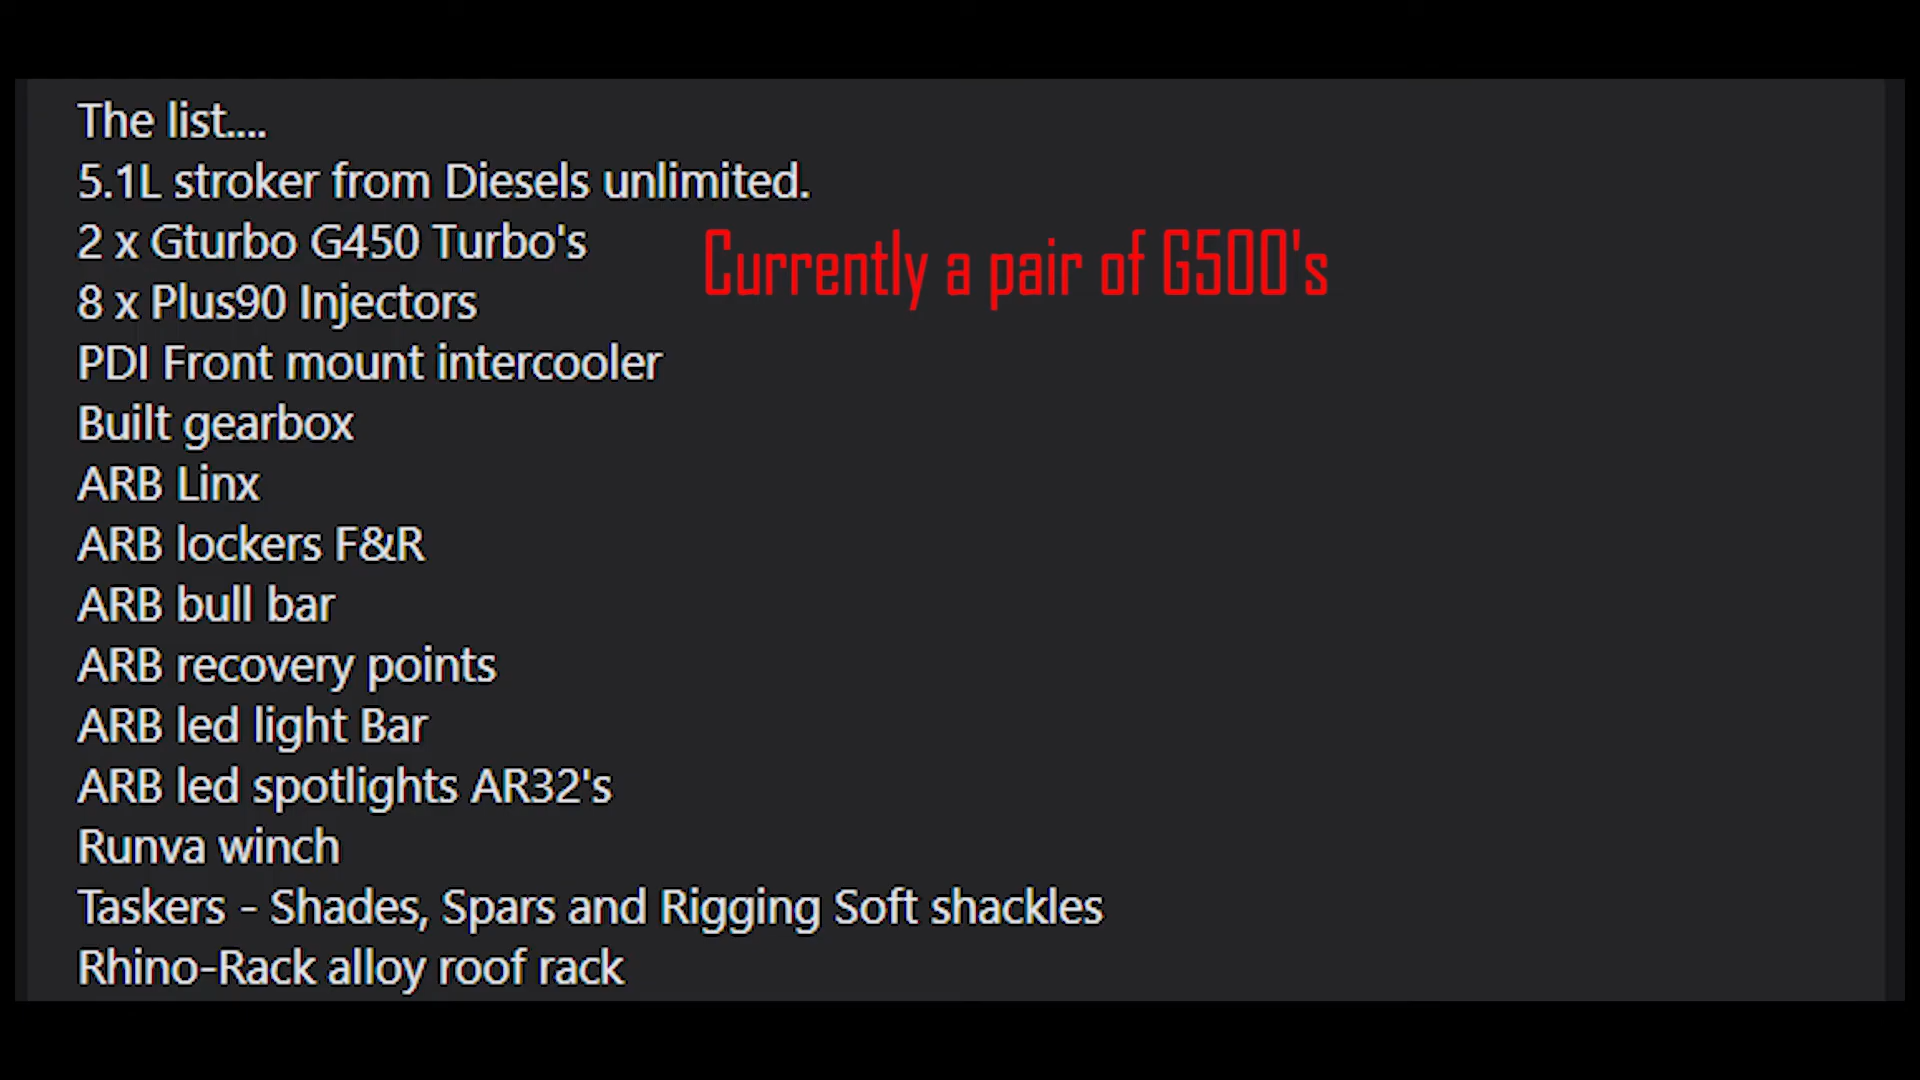 The list....
5.1L stroker from Diesels unlimited.
2 x Gturbo G450 Turbo's
Currently a pair of G500's
8 x Plus90 Injectors
PDI Front mount intercooler
Built gearbox
ARB Linx
ARB lockers F&R
ARB bull bar
ARB recovery points
ARB led light Bar
ARB led spotlights AR32's
Runva winch
Taskers - Shades, Spars and Rigging Soft shackles
Rhino-Rack alloy roof rack